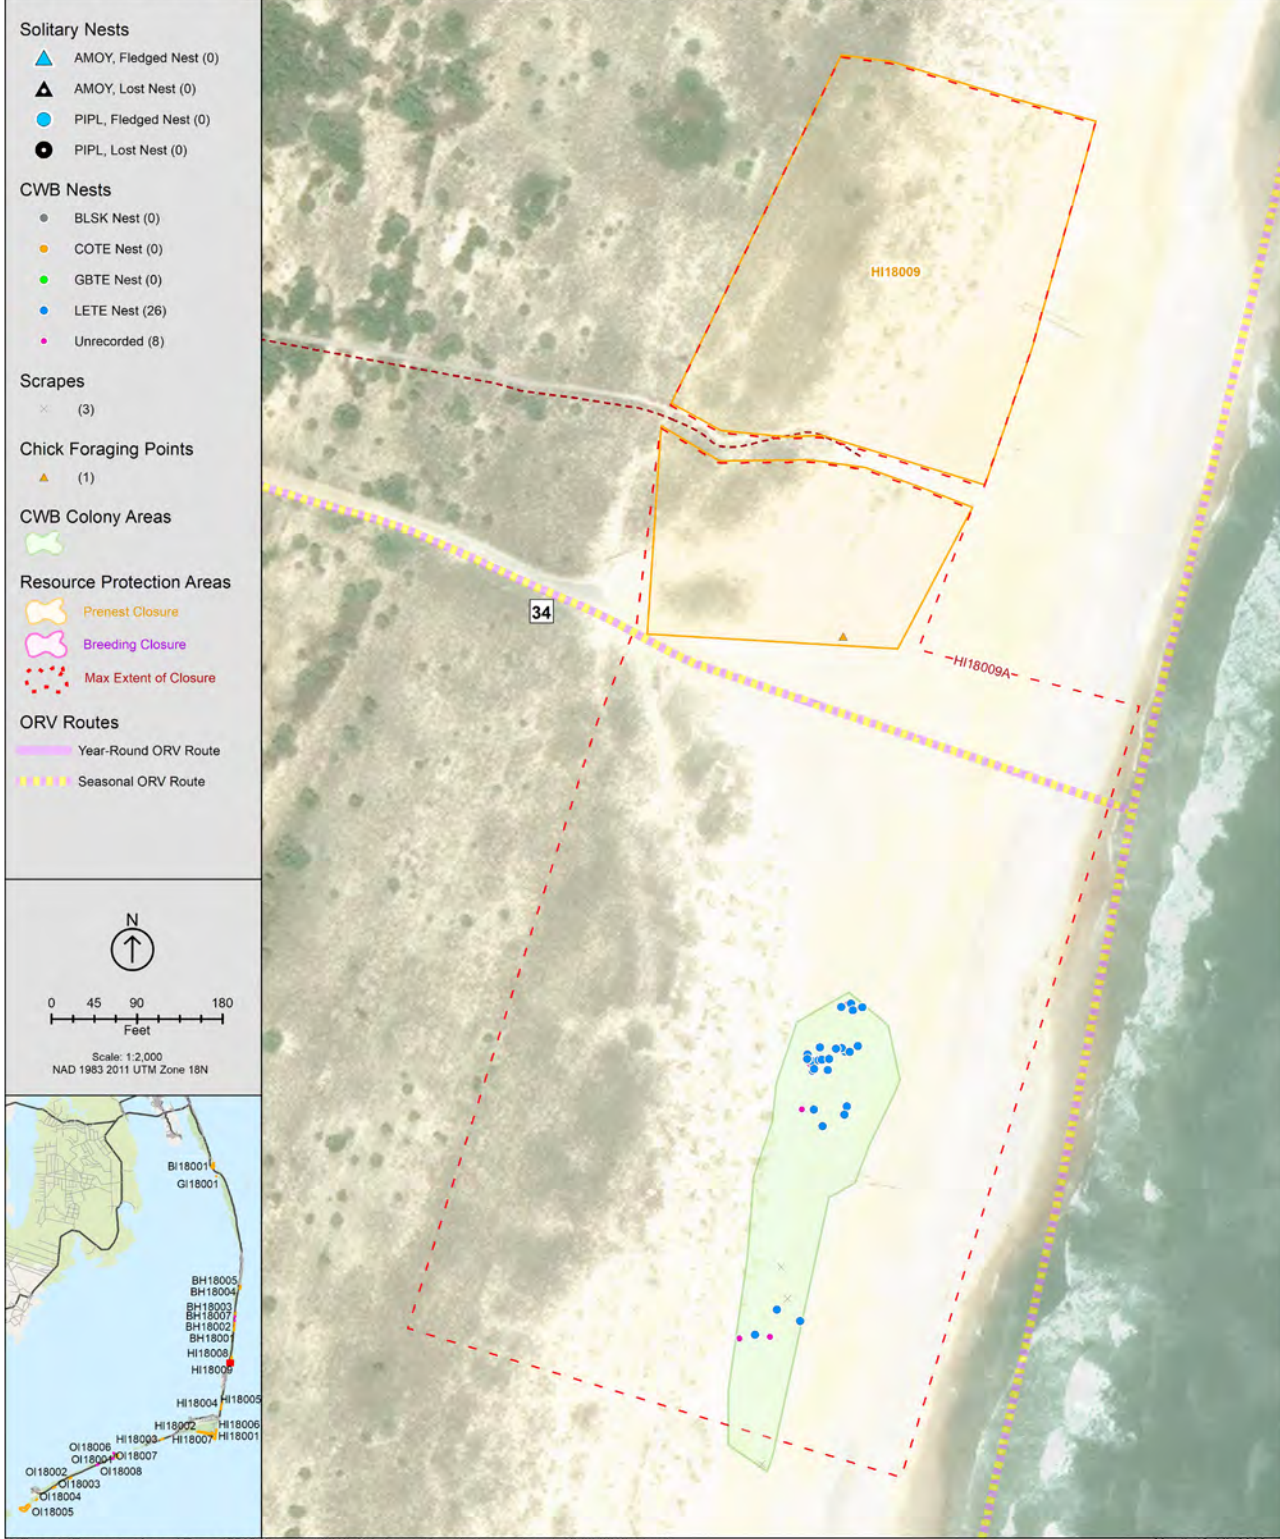 Solitary Nests
AMOY, Fledged Nest (0)
AMOY, Lost Nest (0)
PIPL, Fledged Nest (0)
PIPL, Lost Nest (0)
CWB Nests
BLSK Nest (0)
COTE Nest (0)
GBTE Nest (0)
LETE Nest (26)
Unrecorded (8)
Scrapes
(3)
Chick Foraging Points
(1)
CWB Colony Areas
Resource Protection Areas
Prenest Closure
Breeding Closure
Max Extent of Closure
ORV Routes
Year-Round ORV Route
Seasonal ORV Route
N
0 45 90 180
Feet
Scale: 1:2,000
NAD 1983 2011 UTM Zone 18N
BI18001
GI18001
BH18005
BH18004
BH18003
BH18007
BH18002
BH18001
HI18008
HI18009
HI18005
HI18004
HI18006
HI18002
HI18001
HI18003
HI18007
OI18006
OI18007
OI18001
OI18008
OI18002
OI18003
OI18004
OI18005
HI18009
34
HI18009A